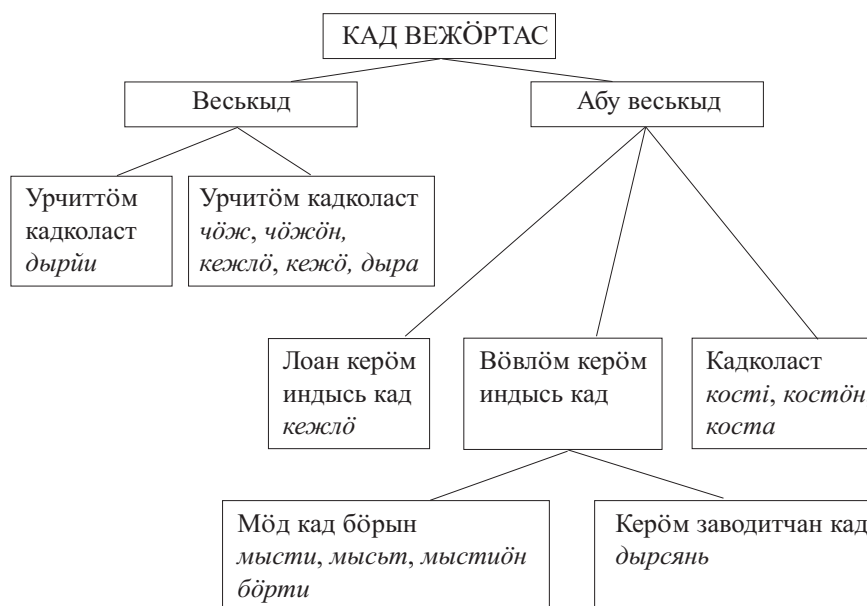 КАД ВЕЖӦРТАС
Веськыд
Абу веськыд
Урчиттӧм
кадколаст
дырйи
Урчитӧм кадколаст
чӧж, чӧжӧн,
кежлӧ, кежӧ, дыра
Лоан керӧм
индысь кад
кежлӧ
Вӧвлӧм керӧм
индысь кад
Кадколаст
кості, костӧн
коста
Мӧд кад бӧрын
мысти, мысьт, мыстиӧн
бӧрти
Керӧм заводитчан кад
дырсянь